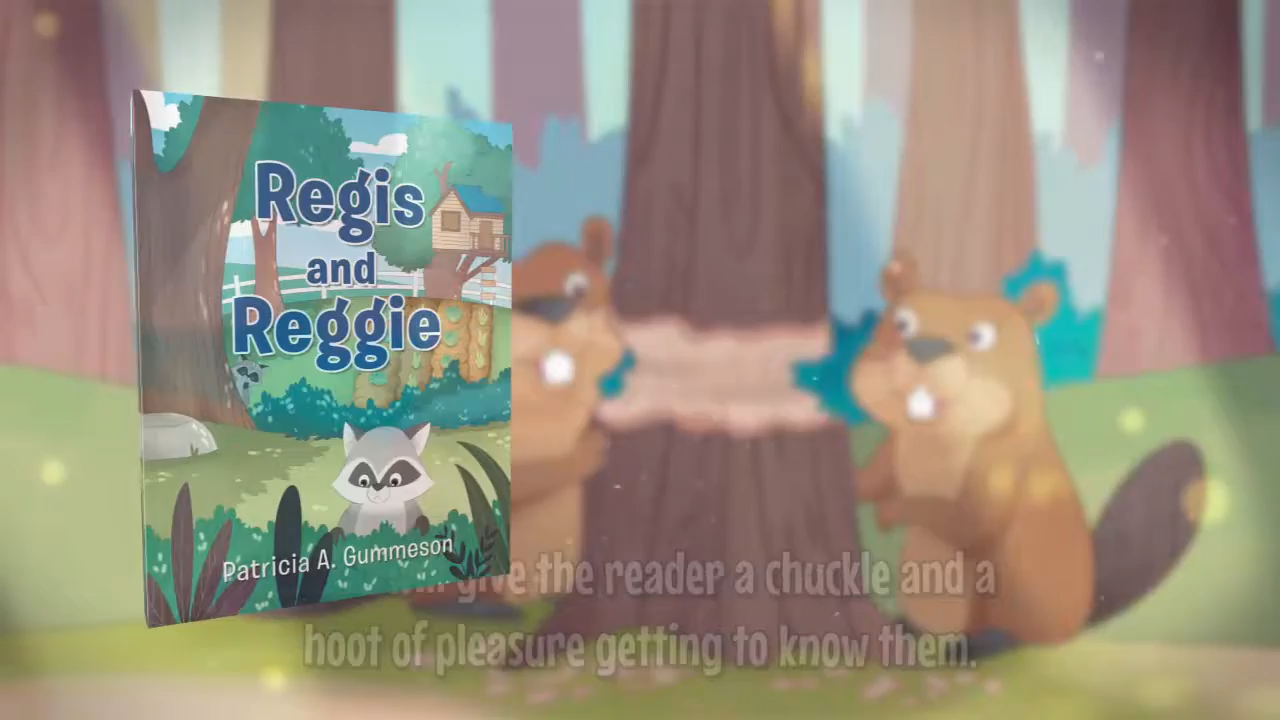 Regis
and
Reggie
Patricia A. Gummeson
give the reader a chuckle and a
hoot of pleasure getting to know them.